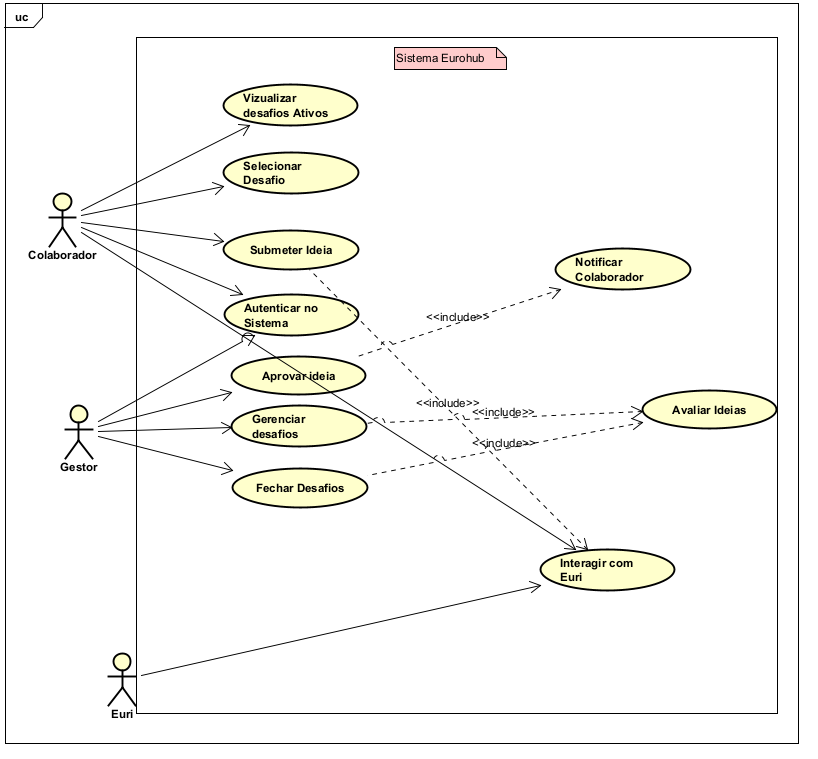 uc
Sistema Eurohub
Vizualizar
desafios Ativos
Selecionar
Desafio
Colaborador
Submeter Ideia
Notificar
Colaborador
Autenticar no
Sistema
<<include>>
Aprovar ideia
<<include>>
<<include>>
Avaliar Ideias
Gerenciar
desafios
<<include>>
Gestor
Fechar Desafios
Interagir com
Euri
Euri